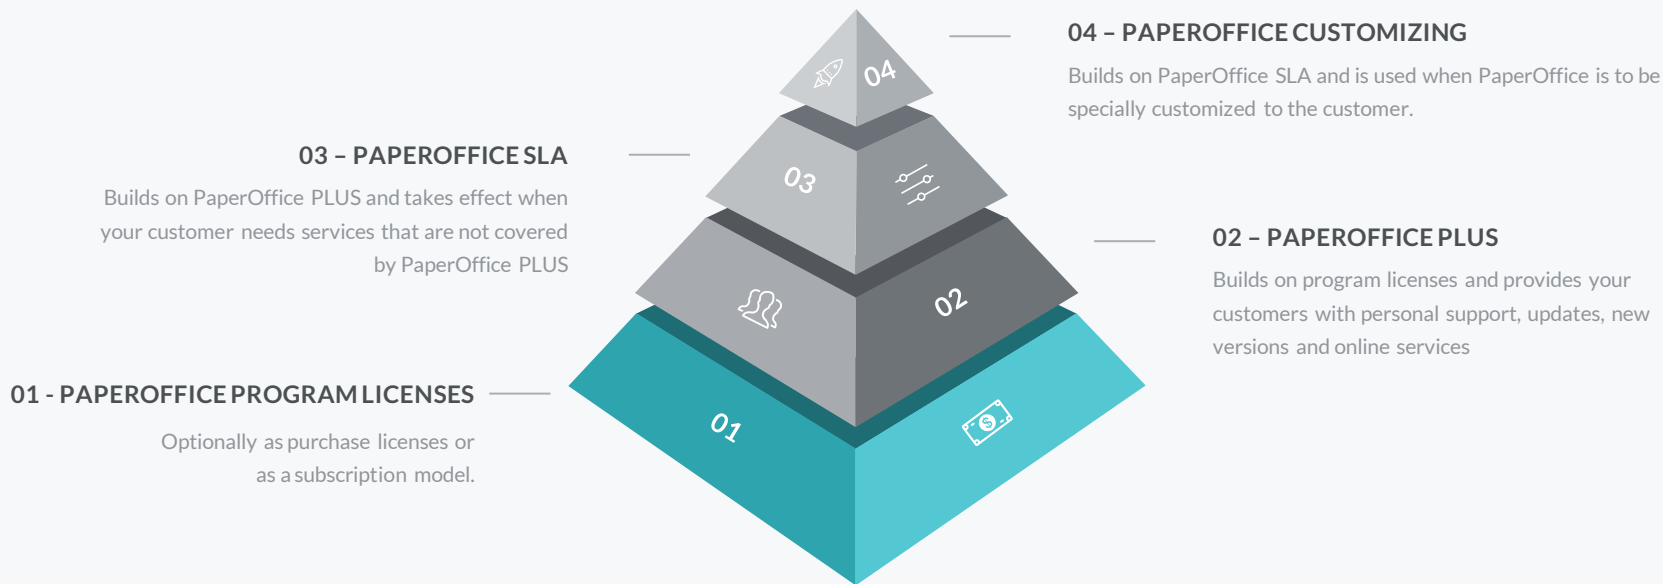 04 – PAPEROFFICE CUSTOMIZING
Builds on PaperOffice SLA and is used when PaperOffice is to be
specially customized to the customer.
03 – PAPEROFFICE SLA
Builds on PaperOffice PLUS and takes effect when
your customer needs services that are not covered
by PaperOffice PLUS
02 – PAPEROFFICE PLUS
Builds on program licenses and provides your
customers with personal support, updates, new
versions and online services
01 - PAPEROFFICE PROGRAM LICENSES
Optionally as purchase licenses or
as a subscription model.
04
03
02
01
$